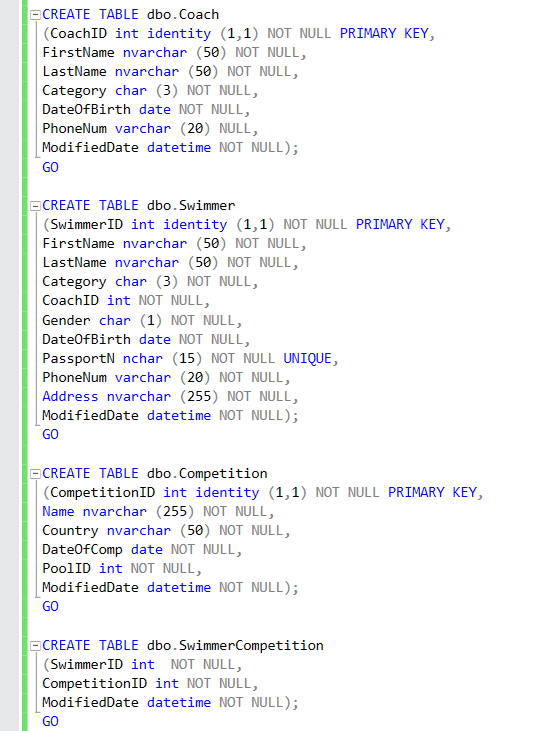 CREATE TABLE dbo.Coach
(CoachID int identity (1,1) NOT NULL PRIMARY KEY,
FirstName nvarchar (50) NOT NULL,
LastName nvarchar (50) NOT NULL,
Category char (3) NOT NULL,
DateOfBirth date NOT NULL,
PhoneNum varchar (20) NULL,
ModifiedDate datetime NOT NULL);
GO
CREATE TABLE dbo.Swimmer
(SwimmerID int identity (1,1) NOT NULL PRIMARY KEY,
FirstName nvarchar (50) NOT NULL,
LastName nvarchar (50) NOT NULL,
Category char (3) NOT NULL,
CoachID int NOT NULL,
Gender char (1) NOT NULL,
DateOfBirth date NOT NULL,
PassportN nchar (15) NOT NULL UNIQUE,
PhoneNum varchar (20) NOT NULL,
Address nvarchar (255) NOT NULL,
ModifiedDate datetime NOT NULL);
GO
CREATE TABLE dbo.Competition
(CompetitionID int identity (1,1) NOT NULL PRIMARY KEY,
Name nvarchar (255) NOT NULL,
Country nvarchar (50) NOT NULL,
DateOfComp date NOT NULL,
PoolID int NOT NULL,
ModifiedDate datetime NOT NULL);
GO
CREATE TABLE dbo.SwimmerCompetition
(SwimmerID int  NOT NULL,
CompetitionID int NOT NULL,
ModifiedDate datetime NOT NULL);
GO